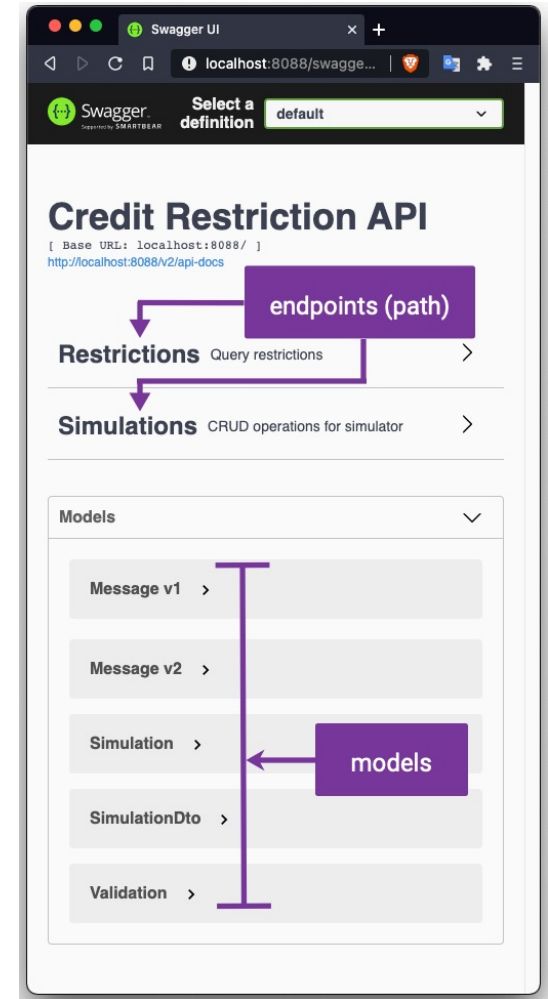 Swagger UI
localhost:8088/swagge...
Swagger.
Supported by SMARTBEAR
Select a
definition
default
Credit Restriction API
[ Base URL: localhost:8088/ ]
http://localhost:8088/v2/api-docs
endpoints (path)
Restrictions Query restrictions
Simulations CRUD operations for simulator
Models
Message v1
Message v2
Simulation
models
SimulationDto
Validation